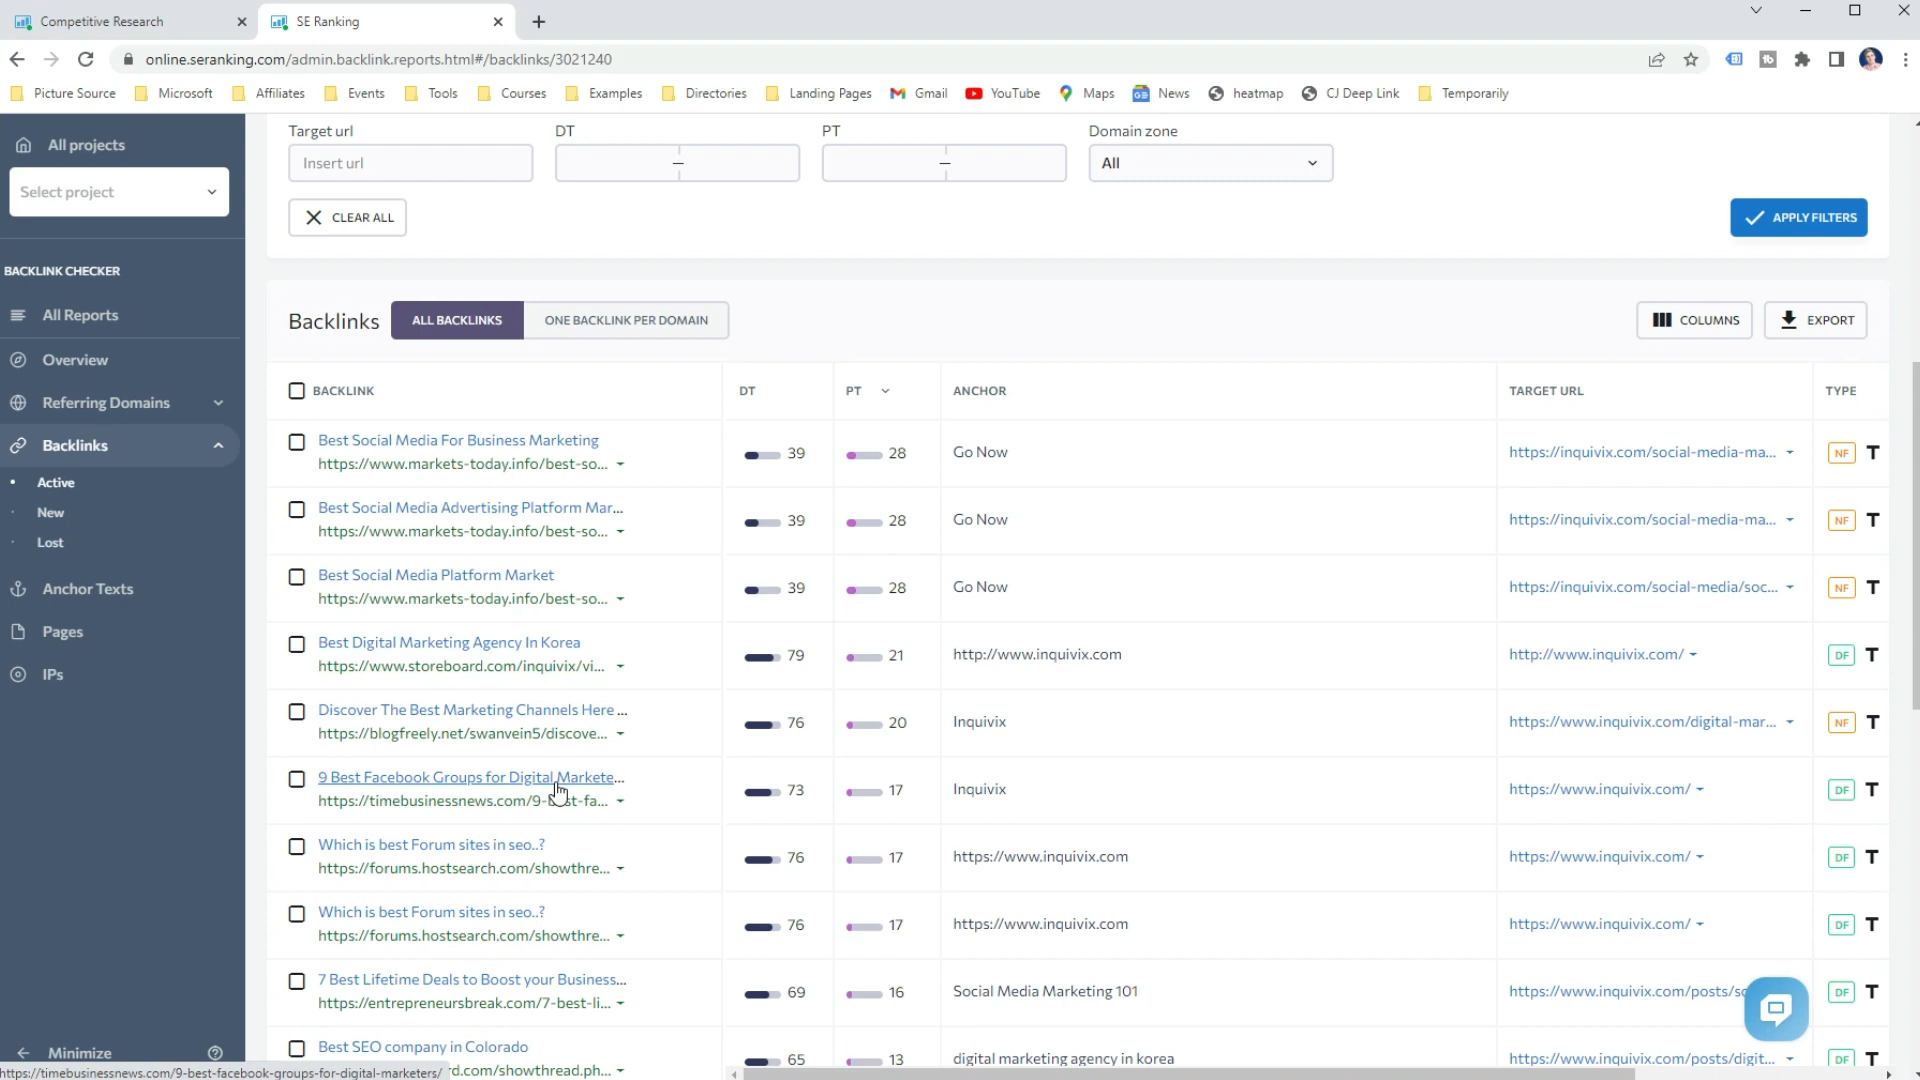 Competitive Research
SE Ranking
online.seranking.com/admin.backlink.reports.html#/backlinks/3021240
Picture Source
Microsoft
Affiliates
Events
Tools
Courses
Examples
Directories
Landing Pages
Gmail
YouTube
Maps
News
heatmap
CJ Deep Link
Temporarily
All projects
Select project
BACKLINK CHECKER
All Reports
Overview
Referring Domains
Backlinks
Active
New
Lost
Anchor Texts
Pages
IPs
Minimize
Target url
DT
PT
Domain zone
Insert url
–
–
All
CLEAR ALL
APPLY FILTERS
Backlinks
ALL BACKLINKS
ONE BACKLINK PER DOMAIN
COLUMNS
EXPORT
BACKLINK DT PT ANCHOR TARGET URL TYPE
Best Social Media For Business Marketing
https://www.markets-today.info/best-so...
39 28 Go Now https://inquivix.com/social-media-ma... NF T
Best Social Media Advertising Platform Mar...
https://www.markets-today.info/best-so...
39 28 Go Now https://inquivix.com/social-media-ma... NF T
Best Social Media Platform Market
https://www.markets-today.info/best-so...
39 28 Go Now https://inquivix.com/social-media/soc... NF T
Best Digital Marketing Agency In Korea
https://www.storeboard.com/inquivix/vi...
79 21 http://www.inquivix.com http://www.inquivix.com/ DF T
Discover The Best Marketing Channels Here ...
https://blogfreely.net/swanvein5/discove...
76 20 Inquivix https://www.inquivix.com/digital-mar... NF T
9 Best Facebook Groups for Digital Markete...
https://timebusinessnews.com/9-best-fa...
73 17 Inquivix https://www.inquivix.com/ DF T
Which is best Forum sites in seo..?
https://forums.hostsearch.com/showthre...
76 17 https://www.inquivix.com https://www.inquivix.com/ DF T
Which is best Forum sites in seo..?
https://forums.hostsearch.com/showthre...
76 17 https://www.inquivix.com https://www.inquivix.com/ DF T
7 Best Lifetime Deals to Boost your Business...
https://entrepreneursbreak.com/7-best-li...
69 16 Social Media Marketing 101 https://www.inquivix.com/posts/so DF T
Best SEO company in Colorado
rd.com/showthread.ph...
65 13 digital marketing agency in korea https://www.inquivix.com/posts/digit... DF T
https://timebusinessnews.com/9-best-facebook-groups-for-digital-marketers/